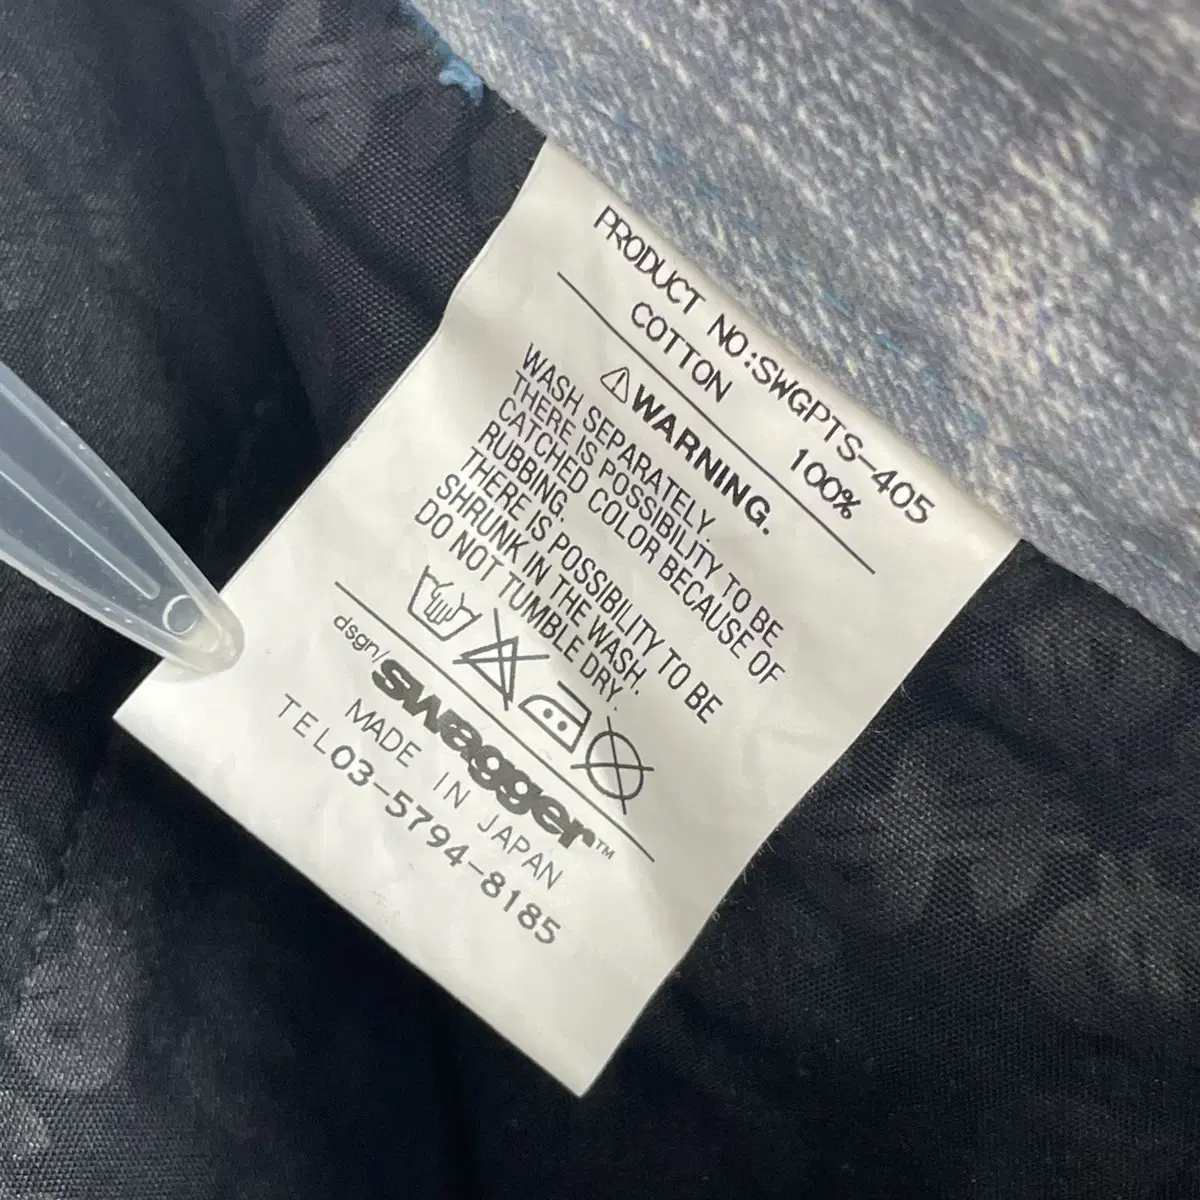 PRODUCT NO:SWGPTS-405
COTTON 100%
WARNING.
WASH SEPARATELY.
THERE IS POSSIBILITY TO BE
CATCHED COLOR BECAUSE OF
RUBBING.
THERE IS POSSIBILITY TO BE
SHRUNK IN THE WASH.
DO NOT TUMBLE DRY.
dsgn/swagger™
MADE IN JAPAN
TEL03-5794-8185